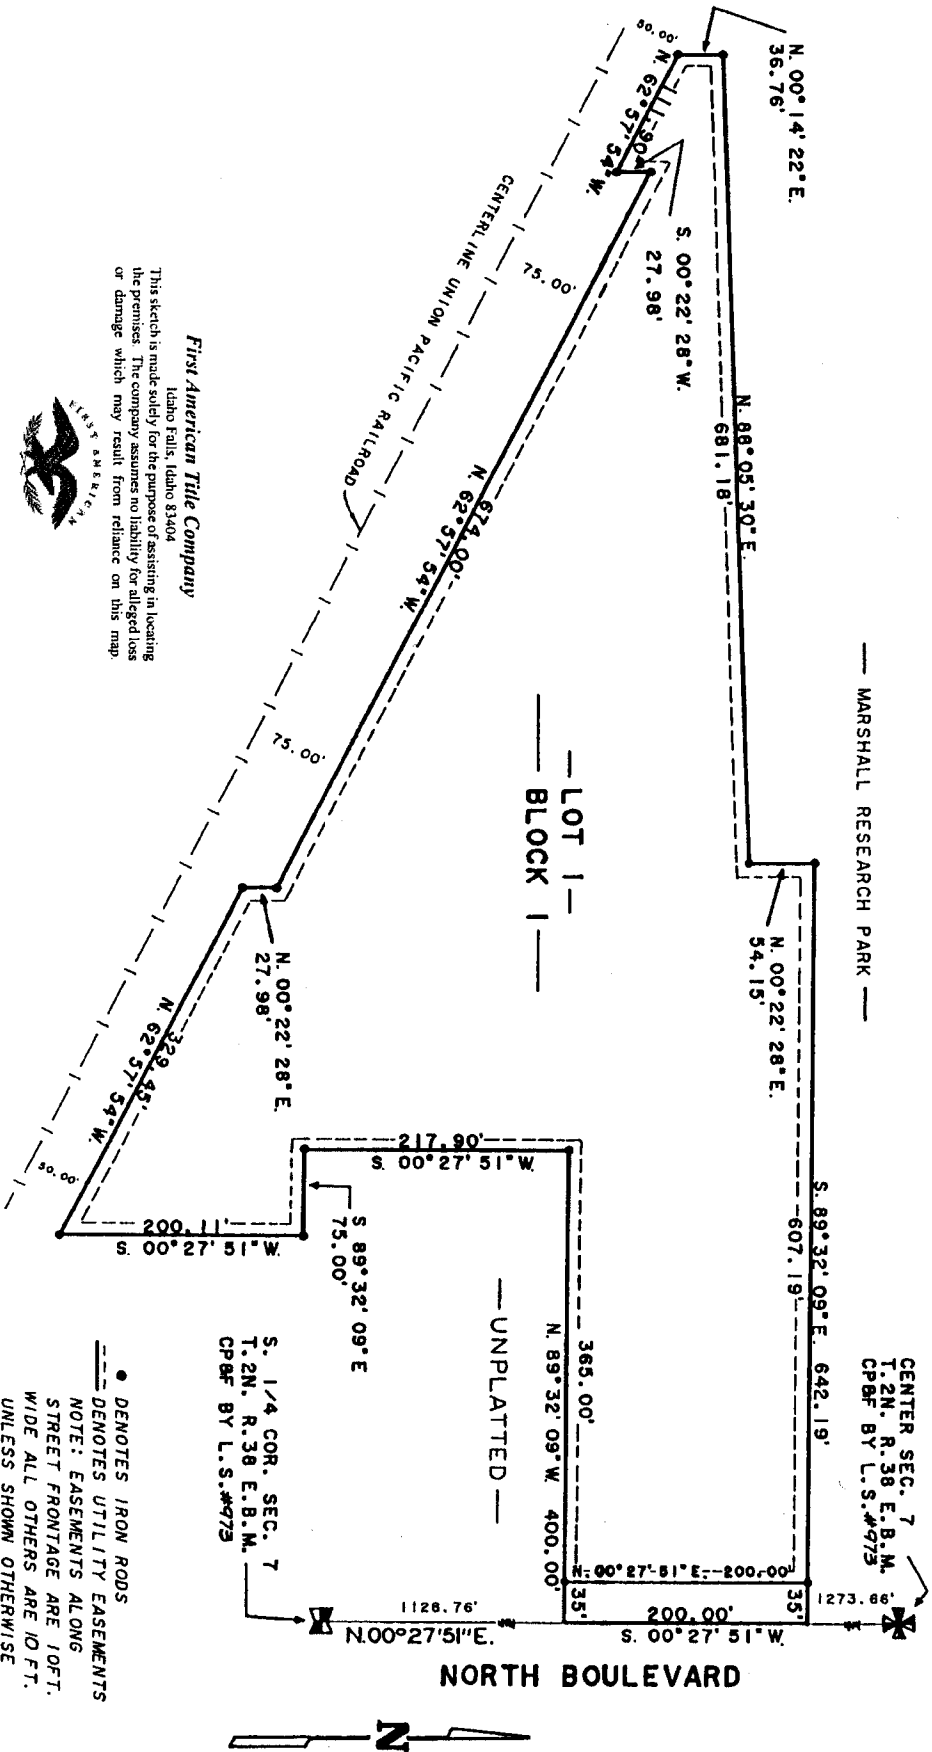 N. 00° 14' 22" E.
36.76'
50.00'
N. 62° 57' 54" W.
S. 00° 22' 28" W.
27.98'
N. 88° 05' 30" E.
681.18'
— MARSHALL RESEARCH PARK —
CENTERLINE UNION PACIFIC RAILROAD
75.00'
674.00'
N. 62° 57' 54" W.
75.00'
— LOT 1 —
— BLOCK 1 —
N. 00° 22' 28" E.
54.15'
N. 00° 22' 28" E.
27.98'
329.45'
N. 62° 57' 54" W.
50.00'
S. 89° 32' 09" E. 642.19'
607.19'
217.90'
S. 00° 27' 51" W.
200.11'
S. 00° 27' 51" W.
S 89° 32' 09" E
75.00'
— UNPLATTED —
365.00'
N. 89° 32' 09" W. 400.00'
N. 00° 27' 51" E. 200.00'
35'
35'
200.00'
S. 00° 27' 51" W.
CENTER SEC. 7
T. 2N. R. 38 E. B. M.
CP&F BY L.S. #973
1273.66'
S. 1/4 COR. SEC. 7
T. 2N. R. 38 E. B. M.
CP&F BY L.S. #973
1126.76'
N.00°27'51"E.
NORTH BOULEVARD
N
First American Title Company
Idaho Falls, Idaho 83404
This sketch is made solely for the purpose of assisting in locating
the premises. The company assumes no liability for alleged loss
or damage which may result from reliance on this map.
FIRST AMERICAN
● DENOTES IRON RODS
DENOTES UTILITY EASEMENTS
NOTE: EASEMENTS ALONG
STREET FRONTAGE ARE 10FT.
WIDE ALL OTHERS ARE 10 FT.
UNLESS SHOWN OTHERWISE